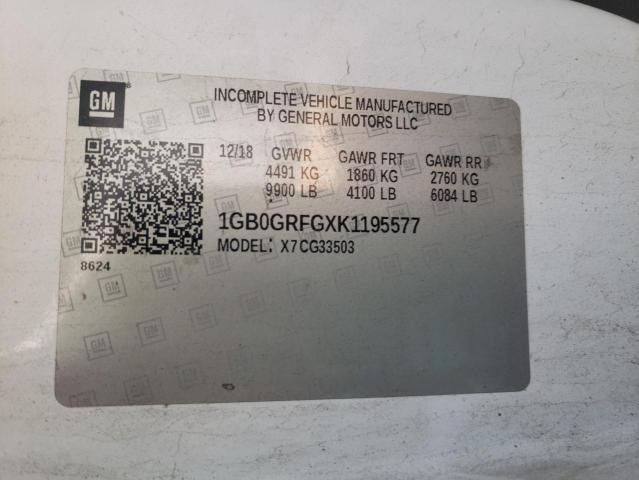 GM
INCOMPLETE VEHICLE MANUFACTURED
BY GENERAL MOTORS LLC
12/18 GVWR GAWR FRT GAWR RR
4491 KG 1860 KG 2760 KG
9900 LB 4100 LB 6084 LB
1GB0GRFGXK1195577
MODEL: X7CG33503
8624